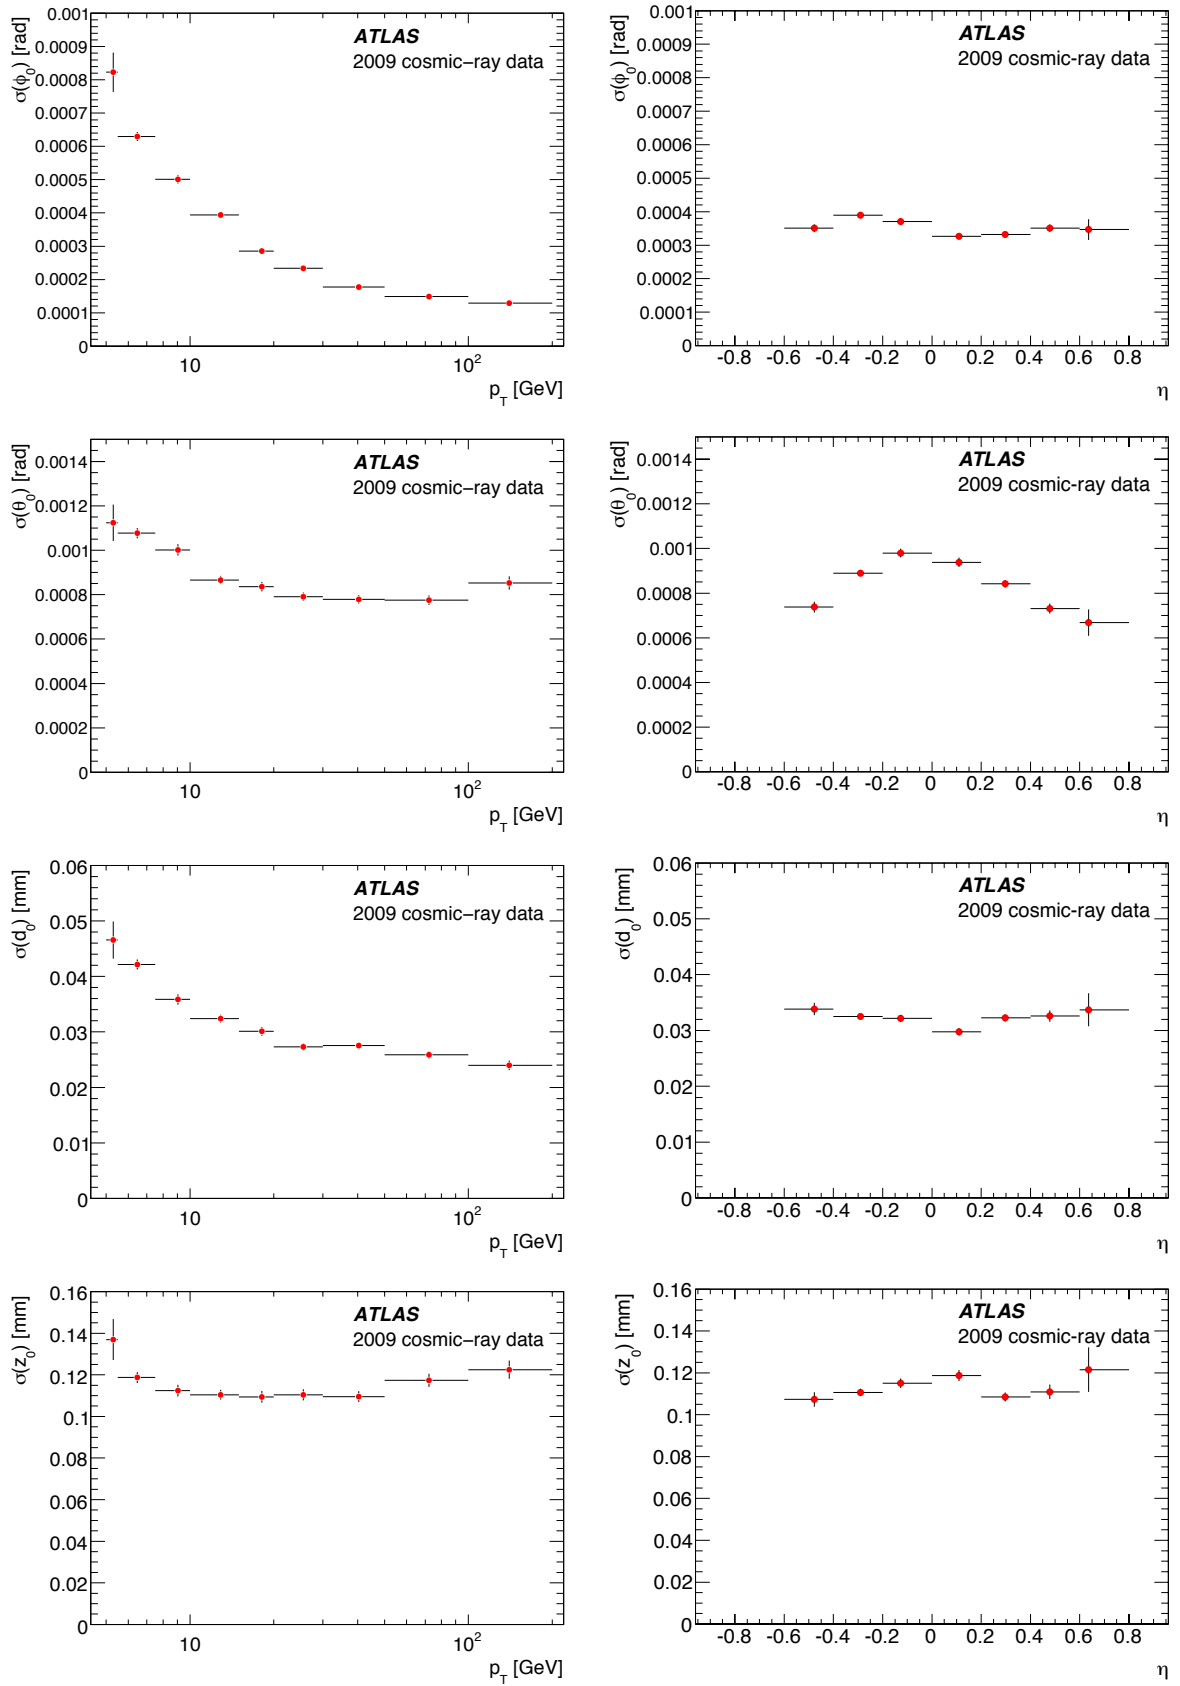 σ(ϕ₀) [rad]
0.001
0.0009
0.0008
0.0007
0.0006
0.0005
0.0004
0.0003
0.0002
0.0001
0
ATLAS
2009 cosmic−ray data
10
10²
p_T [GeV]
σ(ϕ₀) [rad]
0.001
0.0009
0.0008
0.0007
0.0006
0.0005
0.0004
0.0003
0.0002
0.0001
0
ATLAS
2009 cosmic-ray data
-0.8 -0.6 -0.4 -0.2 0 0.2 0.4 0.6 0.8
η
σ(θ₀) [rad]
0.0014
0.0012
0.001
0.0008
0.0006
0.0004
0.0002
0
ATLAS
2009 cosmic−ray data
10
10²
p_T [GeV]
σ(θ₀) [rad]
0.0014
0.0012
0.001
0.0008
0.0006
0.0004
0.0002
0
ATLAS
2009 cosmic-ray data
-0.8 -0.6 -0.4 -0.2 0 0.2 0.4 0.6 0.8
η
σ(d₀) [mm]
0.06
0.05
0.04
0.03
0.02
0.01
0
ATLAS
2009 cosmic−ray data
10
10²
p_T [GeV]
σ(d₀) [mm]
0.06
0.05
0.04
0.03
0.02
0.01
0
ATLAS
2009 cosmic-ray data
-0.8 -0.6 -0.4 -0.2 0 0.2 0.4 0.6 0.8
η
σ(z₀) [mm]
0.16
0.14
0.12
0.1
0.08
0.06
0.04
0.02
0
ATLAS
2009 cosmic−ray data
10
10²
p_T [GeV]
σ(z₀) [mm]
0.16
0.14
0.12
0.1
0.08
0.06
0.04
0.02
0
ATLAS
2009 cosmic-ray data
-0.8 -0.6 -0.4 -0.2 0 0.2 0.4 0.6 0.8
η